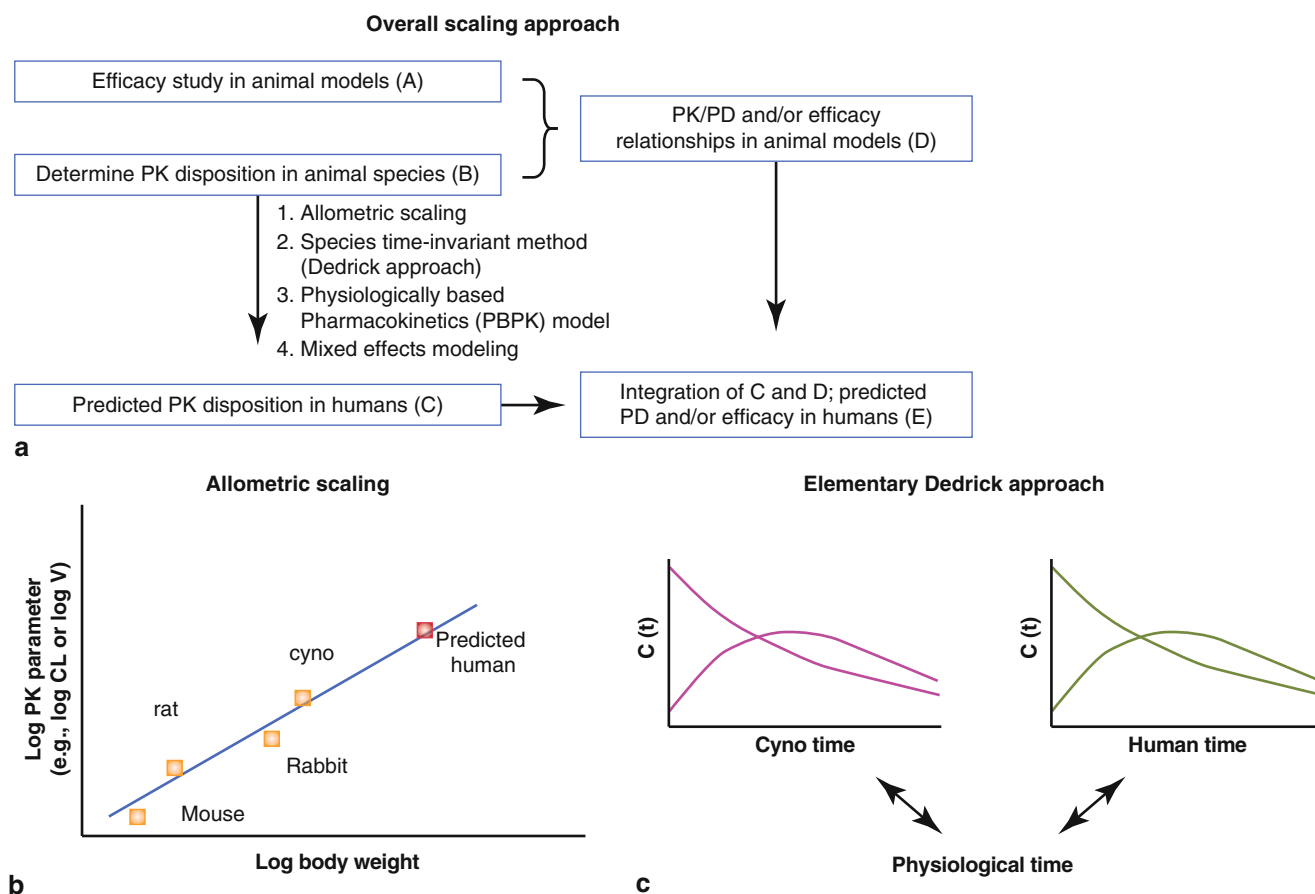 Overall scaling approach
Efficacy study in animal models (A)
PK/PD and/or efficacy
relationships in animal models (D)
Determine PK disposition in animal species (B)
1. Allometric scaling
2. Species time-invariant method
(Dedrick approach)
3. Physiologically based
Pharmacokinetics (PBPK) model
4. Mixed effects modeling
Predicted PK disposition in humans (C)
Integration of C and D; predicted
PD and/or efficacy in humans (E)
a
Allometric scaling
Log PK parameter
(e.g., log CL or log V)
rat
cyno
Predicted
human
Rabbit
Mouse
Log body weight
b
Elementary Dedrick approach
C (t)
Cyno time
C (t)
Human time
Physiological time
c